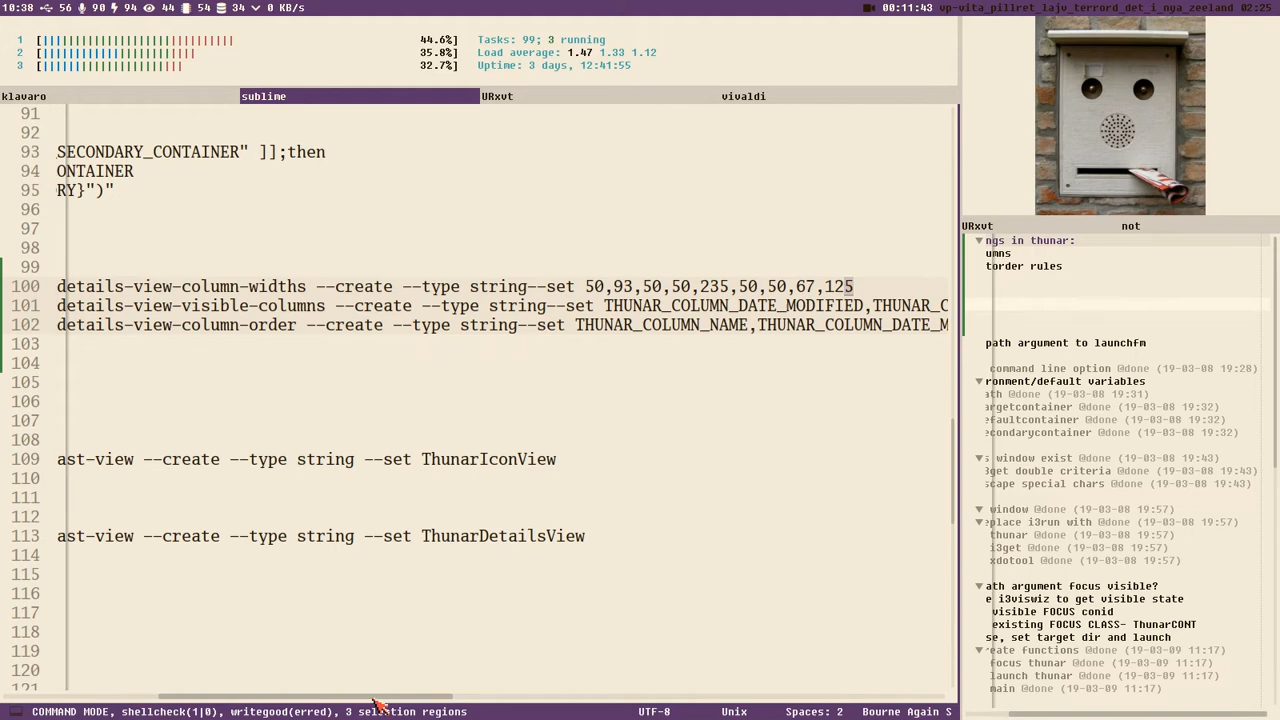 10:38 56 90 94 44 54 34 0 KB/s 00:11:43 vp-vita_pillret_lajv_terrord_det_i_nya_zeeland 02:25
1 [ 44.6%] Tasks: 99; 3 running
2 [ 35.8%] Load average: 1.47 1.33 1.12
3 [ 32.7%] Uptime: 3 days, 12:41:55
klavaro sublime URxvt vivaldi
91
92
93 SECONDARY_CONTAINER" ]];then
94 ONTAINER
95 RY}")"
96
97
98
99
100 details-view-column-widths --create --type string--set 50,93,50,50,235,50,50,67,125
101 details-view-visible-columns --create --type string--set THUNAR_COLUMN_DATE_MODIFIED,THUNAR_C
102 details-view-column-order --create --type string--set THUNAR_COLUMN_NAME,THUNAR_COLUMN_DATE_M
103
104
105
106
107
108
109 ast-view --create --type string --set ThunarIconView
110
111
112
113 ast-view --create --type string --set ThunarDetailsView
114
115
116
117
118
119
120
121
COMMAND MODE, shellcheck(1|0), writegood(erred), 3 selection regions UTF-8 Unix Spaces: 2 Bourne Again S
URxvt not
ngs in thunar:
umns
torder rules
path argument to launchfm
command line option @done (19-03-08 19:28)
ronment/default variables
ath @done (19-03-08 19:31)
argetcontainer @done (19-03-08 19:32)
efaultcontainer @done (19-03-08 19:32)
econdarycontainer @done (19-03-08 19:32)
s window exist @done (19-03-08 19:43)
3get double criteria @done (19-03-08 19:43)
scape special chars @done (19-03-08 19:43)
window @done (19-03-08 19:57)
eplace i3run with @done (19-03-08 19:57)
thunar @done (19-03-08 19:57)
i3get @done (19-03-08 19:57)
xdotool @done (19-03-08 19:57)
ath argument focus visible?
e i3viswiz to get visible state
visible FOCUS conid
existing FOCUS CLASS- ThunarCONT
se, set target dir and launch
reate functions @done (19-03-09 11:17)
focus thunar @done (19-03-09 11:17)
launch thunar @done (19-03-09 11:17)
main @done (19-03-09 11:17)